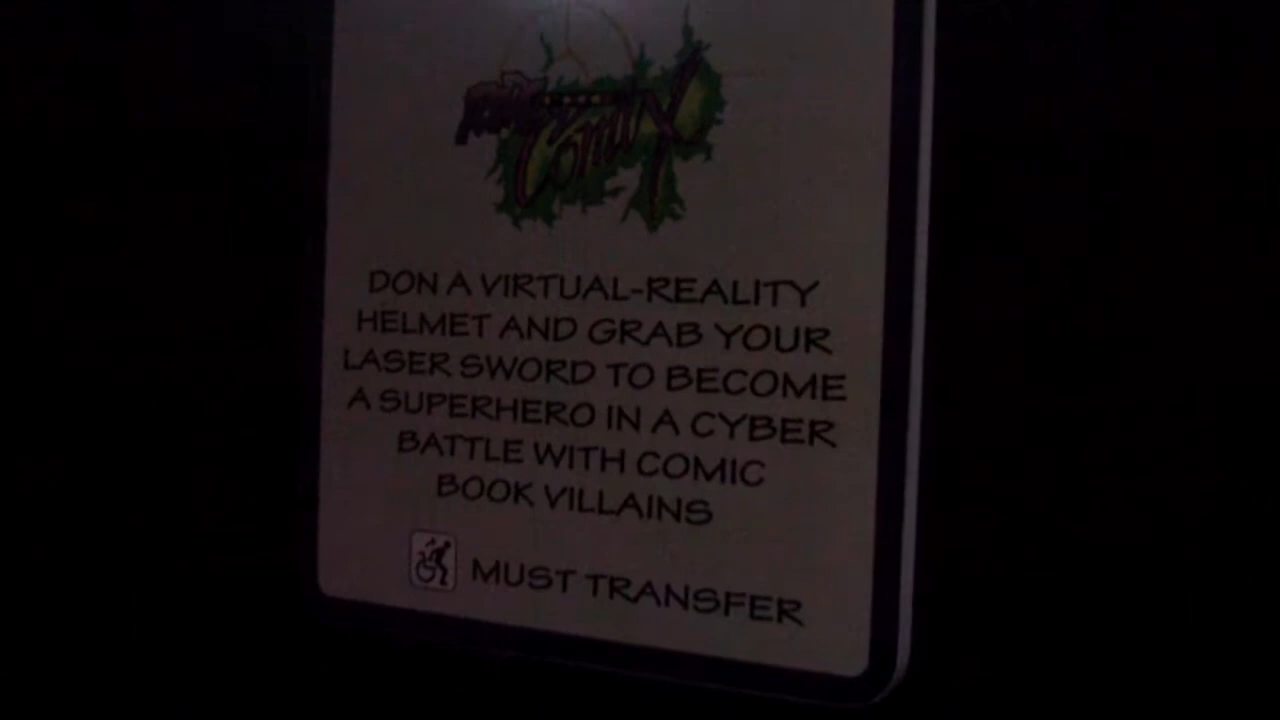 Comix
DON A VIRTUAL-REALITY
HELMET AND GRAB YOUR
LASER SWORD TO BECOME
A SUPERHERO IN A CYBER
BATTLE WITH COMIC
BOOK VILLAINS
MUST TRANSFER